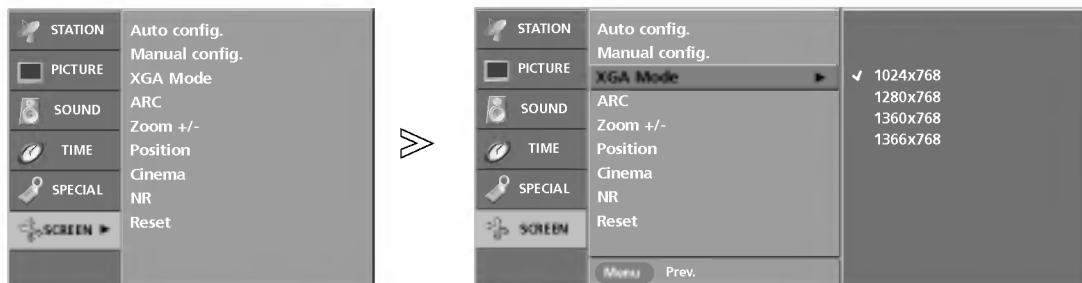 STATION
PICTURE
SOUND
TIME
SPECIAL
SCREEN
Auto config.
Manual config.
XGA Mode
ARC
Zoom +/-
Position
Cinema
NR
Reset
STATION
PICTURE
SOUND
TIME
SPECIAL
SCREEN
Auto config.
Manual config.
XGA Mode
ARC
Zoom +/-
Position
Cinema
NR
Reset
Menu Prev.
1024x768
1280x768
1360x768
1366x768